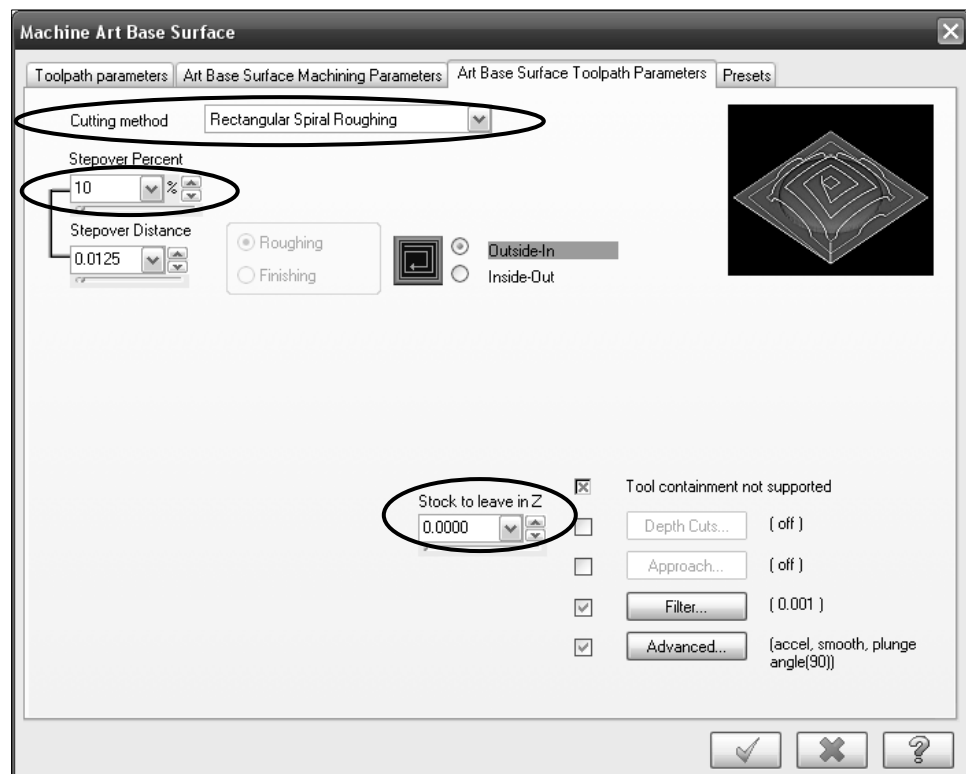 Machine Art Base Surface
Toolpath parameters Art Base Surface Machining Parameters Art Base Surface Toolpath Parameters Presets
Cutting method Rectangular Spiral Roughing
Stepover Percent
10 %
Stepover Distance
0.0125
Roughing
Finishing
Outside-In
Inside-Out
Stock to leave in Z
0.0000
Tool containment not supported
Depth Cuts... ( off )
Approach... ( off )
Filter... ( 0.001 )
Advanced... (accel, smooth, plunge
angle(90))